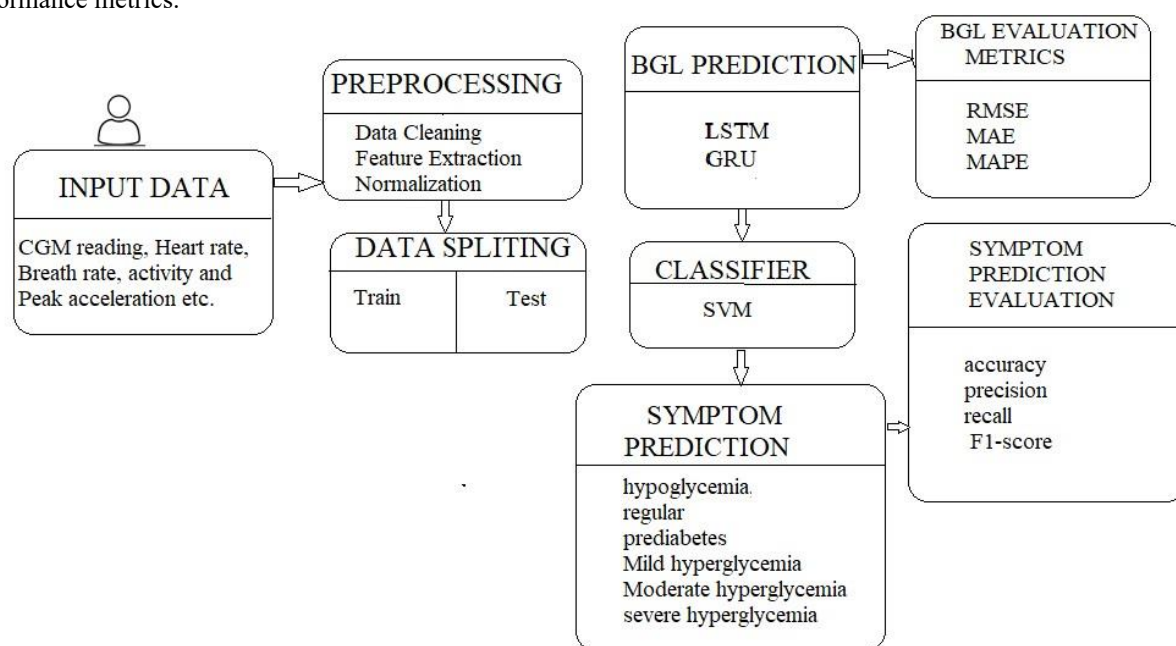 ormance metrics.
INPUT DATA
CGM reading, Heart rate,
Breath rate, activity and
Peak acceleration etc.
PREPROCESSING
Data Cleaning
Feature Extraction
Normalization
DATA SPLITING
Train
Test
BGL PREDICTION
LSTM
GRU
BGL EVALUATION
METRICS
RMSE
MAE
MAPE
CLASSIFIER
SVM
SYMPTOM
PREDICTION
hypoglycemia.
regular
prediabetes
Mild hyperglycemia
Moderate hyperglycemia
severe hyperglycemia
SYMPTOM
PREDICTION
EVALUATION
accuracy
precision
recall
F1-score